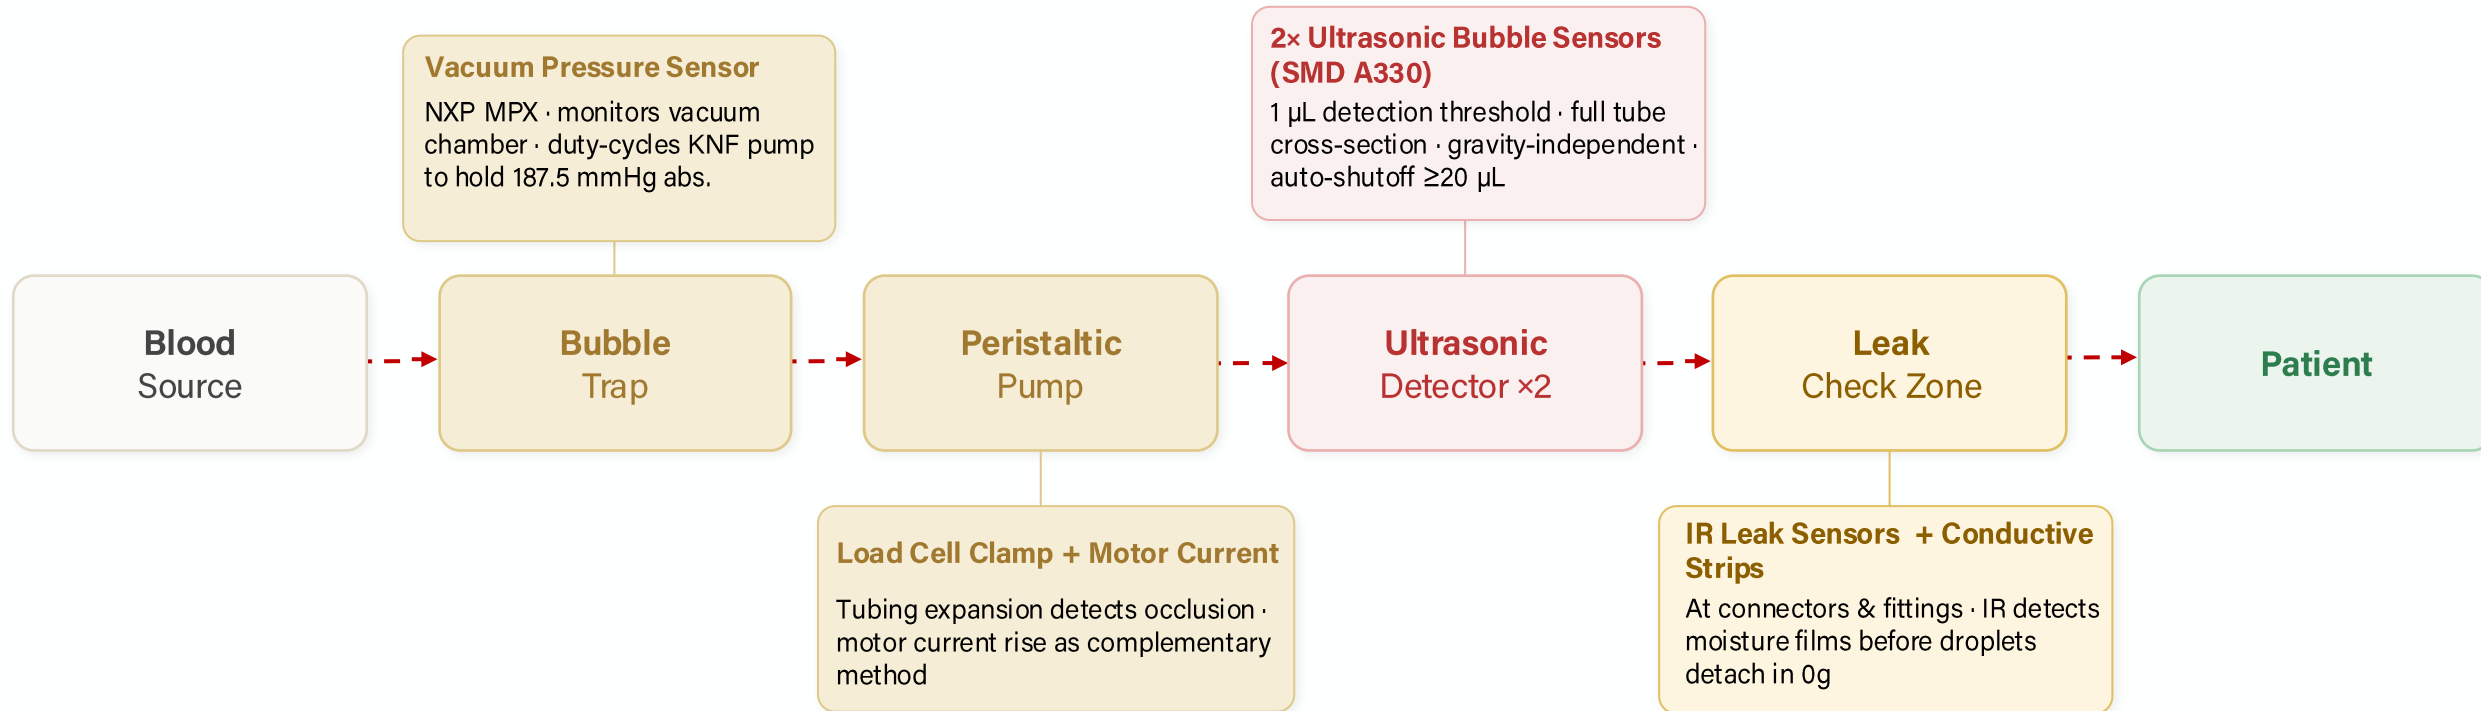 Vacuum Pressure Sensor
NXP MPX · monitors vacuum
chamber · duty-cycles KNF pump
to hold 187.5 mmHg abs.
2× Ultrasonic Bubble Sensors
(SMD A330)
1 µL detection threshold · full tube
cross-section · gravity-independent ·
auto-shutoff ≥20 µL
Blood
Source
Bubble
Trap
Peristaltic
Pump
Ultrasonic
Detector ×2
Leak
Check Zone
Patient
Load Cell Clamp + Motor Current
Tubing expansion detects occlusion ·
motor current rise as complementary
method
IR Leak Sensors + Conductive
Strips
At connectors & fittings · IR detects
moisture films before droplets
detach in 0g